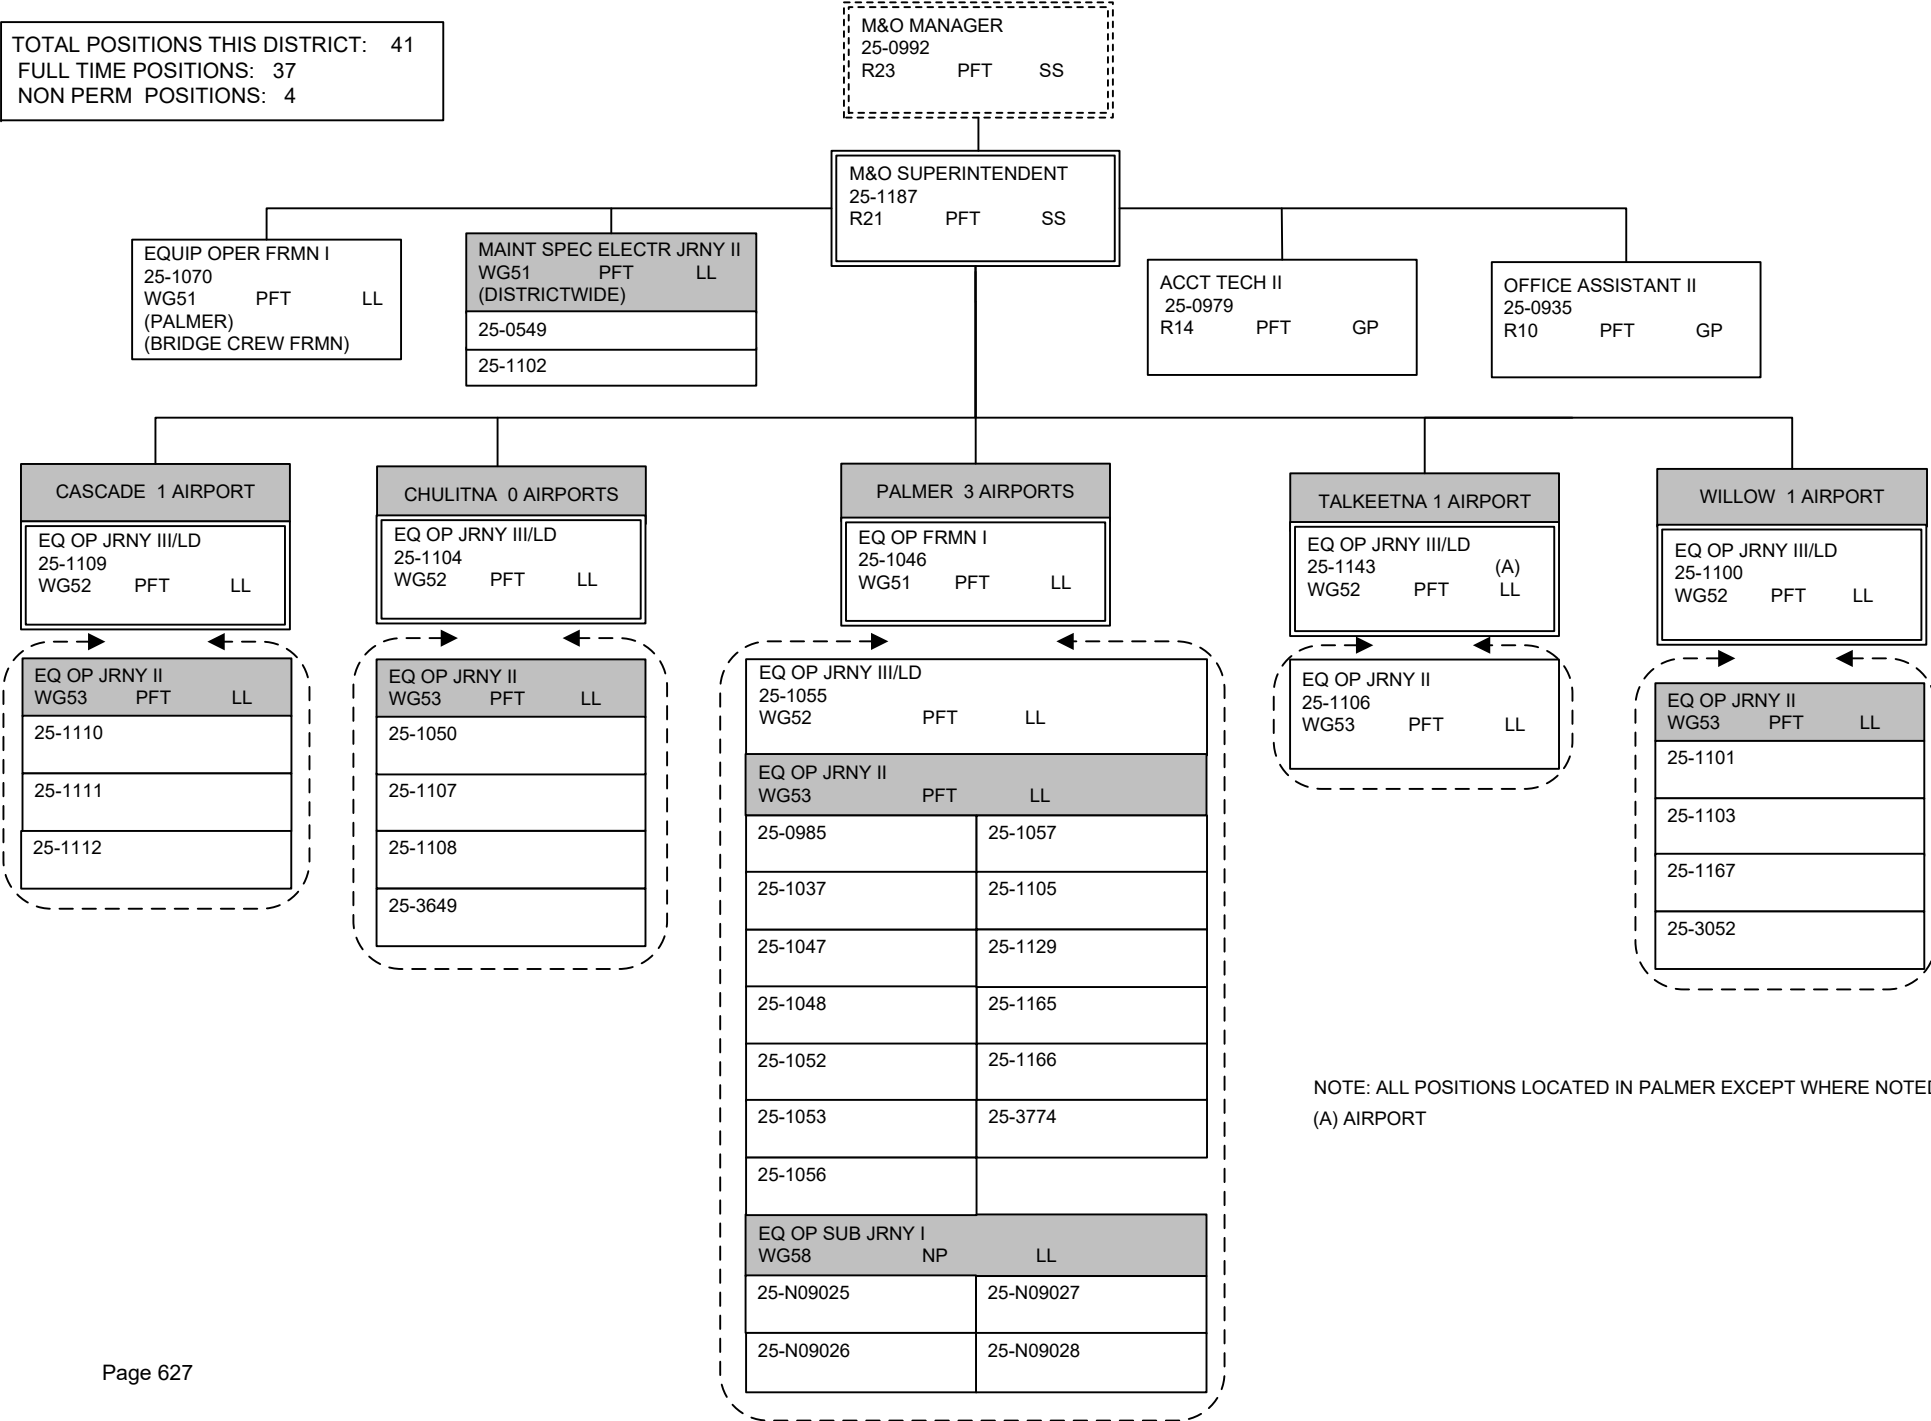 TOTAL POSITIONS THIS DISTRICT: 41
FULL TIME POSITIONS: 37
NON PERM POSITIONS: 4
M&O MANAGER
25-0992
R23 PFT SS
M&O SUPERINTENDENT
25-1187
R21 PFT SS
EQUIP OPER FRMN I
25-1070
WG51 PFT LL
(PALMER)
(BRIDGE CREW FRMN)
MAINT SPEC ELECTR JRNY II
WG51 PFT LL
(DISTRICTWIDE)
25-0549
25-1102
ACCT TECH II
25-0979
R14 PFT GP
OFFICE ASSISTANT II
25-0935
R10 PFT GP
CASCADE 1 AIRPORT
EQ OP JRNY III/LD
25-1109
WG52 PFT LL
EQ OP JRNY II
WG53 PFT LL
25-1110
25-1111
25-1112
CHULITNA 0 AIRPORTS
EQ OP JRNY III/LD
25-1104
WG52 PFT LL
EQ OP JRNY II
WG53 PFT LL
25-1050
25-1107
25-1108
25-3649
PALMER 3 AIRPORTS
EQ OP FRMN I
25-1046
WG51 PFT LL
EQ OP JRNY III/LD
25-1055
WG52 PFT LL
EQ OP JRNY II
WG53 PFT LL
25-0985 25-1057
25-1037 25-1105
25-1047 25-1129
25-1048 25-1165
25-1052 25-1166
25-1053 25-3774
25-1056
EQ OP SUB JRNY I
WG58 NP LL
25-N09025 25-N09027
25-N09026 25-N09028
TALKEETNA 1 AIRPORT
EQ OP JRNY III/LD
25-1143 (A)
WG52 PFT LL
EQ OP JRNY II
25-1106
WG53 PFT LL
WILLOW 1 AIRPORT
EQ OP JRNY III/LD
25-1100
WG52 PFT LL
EQ OP JRNY II
WG53 PFT LL
25-1101
25-1103
25-1167
25-3052
NOTE: ALL POSITIONS LOCATED IN PALMER EXCEPT WHERE NOTED
(A) AIRPORT
Page 627